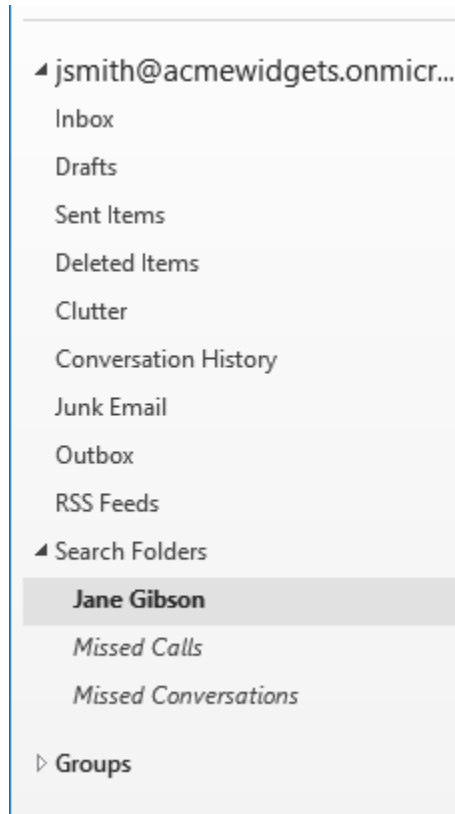 jsmith@acmewidgets.onmicr...
Inbox
Drafts
Sent Items
Deleted Items
Clutter
Conversation History
Junk Email
Outbox
RSS Feeds
Search Folders
Jane Gibson
Missed Calls
Missed Conversations
Groups